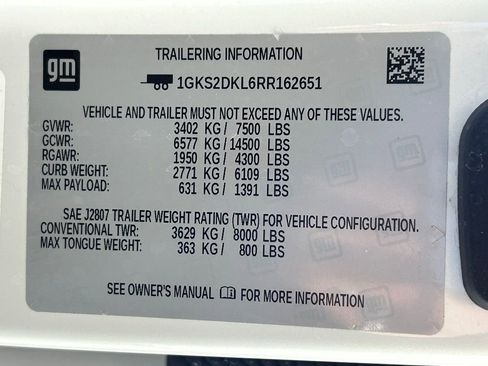 gm
TRAILERING INFORMATION
1GKS2DKL6RR162651
VEHICLE AND TRAILER MUST NOT EXCEED ANY OF THESE VALUES.
GVWR: 3402 KG / 7500 LBS
GCWR: 6577 KG / 14500 LBS
RGAWR: 1950 KG / 4300 LBS
CURB WEIGHT: 2771 KG / 6109 LBS
MAX PAYLOAD: 631 KG / 1391 LBS
SAE J2807 TRAILER WEIGHT RATING (TWR) FOR VEHICLE CONFIGURATION.
CONVENTIONAL TWR: 3629 KG / 8000 LBS
MAX TONGUE WEIGHT: 363 KG / 800 LBS
SEE OWNER'S MANUAL FOR MORE INFORMATION